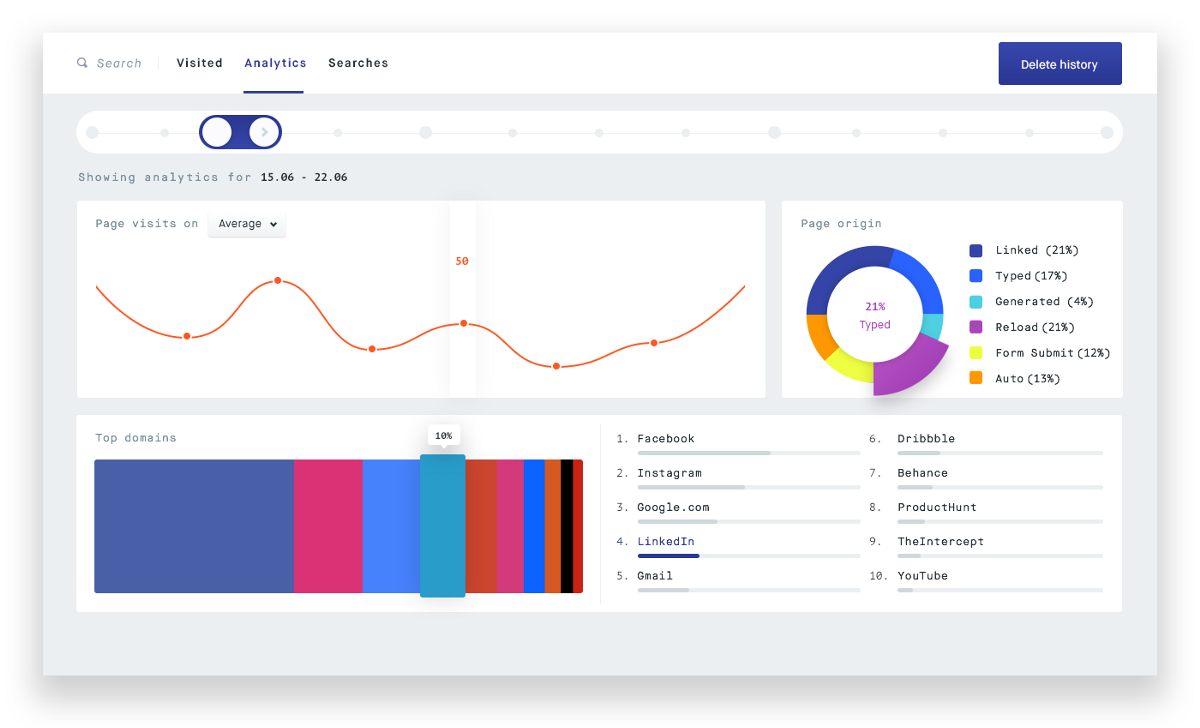 Search Visited Analytics Searches Delete history
Showing analytics for 15.06 - 22.06
Page visits on Average
50
Page origin
21%
Typed
Linked (21%)
Typed (17%)
Generated (4%)
Reload (21%)
Form Submit (12%)
Auto (13%)
Top domains
10%
1. Facebook
2. Instagram
3. Google.com
4. LinkedIn
5. Gmail
6. Dribbble
7. Behance
8. ProductHunt
9. TheIntercept
10. YouTube